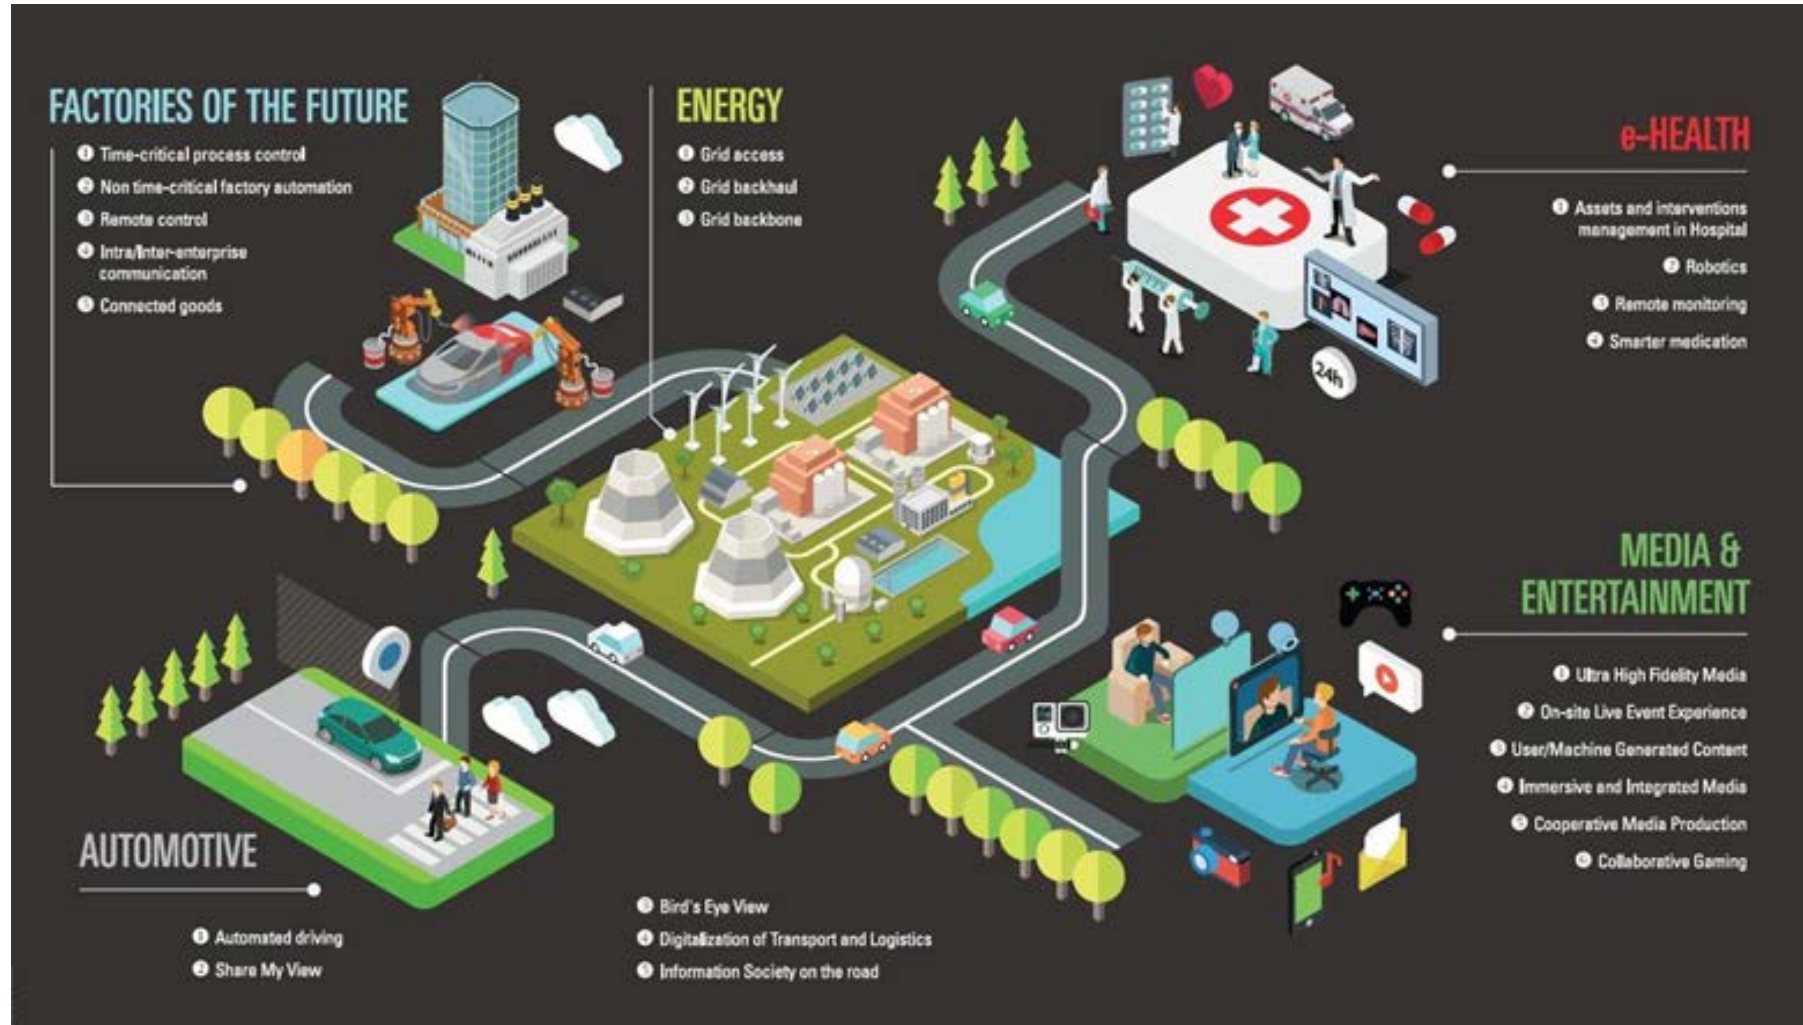 FACTORIES OF THE FUTURE
1 Time-critical process control
2 Non time-critical factory automation
3 Remote control
4 Intra/Inter-enterprise
communication
5 Connected goods
ENERGY
1 Grid access
2 Grid backhaul
3 Grid backbone
e-HEALTH
1 Assets and interventions
management in Hospital
2 Robotics
3 Remote monitoring
4 Smarter medication
24h
MEDIA &
ENTERTAINMENT
1 Ultra High Fidelity Media
2 On-site Live Event Experience
3 User/Machine Generated Content
4 Immersive and Integrated Media
5 Cooperative Media Production
6 Collaborative Gaming
AUTOMOTIVE
1 Automated driving
2 Share My View
3 Bird's Eye View
4 Digitalization of Transport and Logistics
5 Information Society on the road